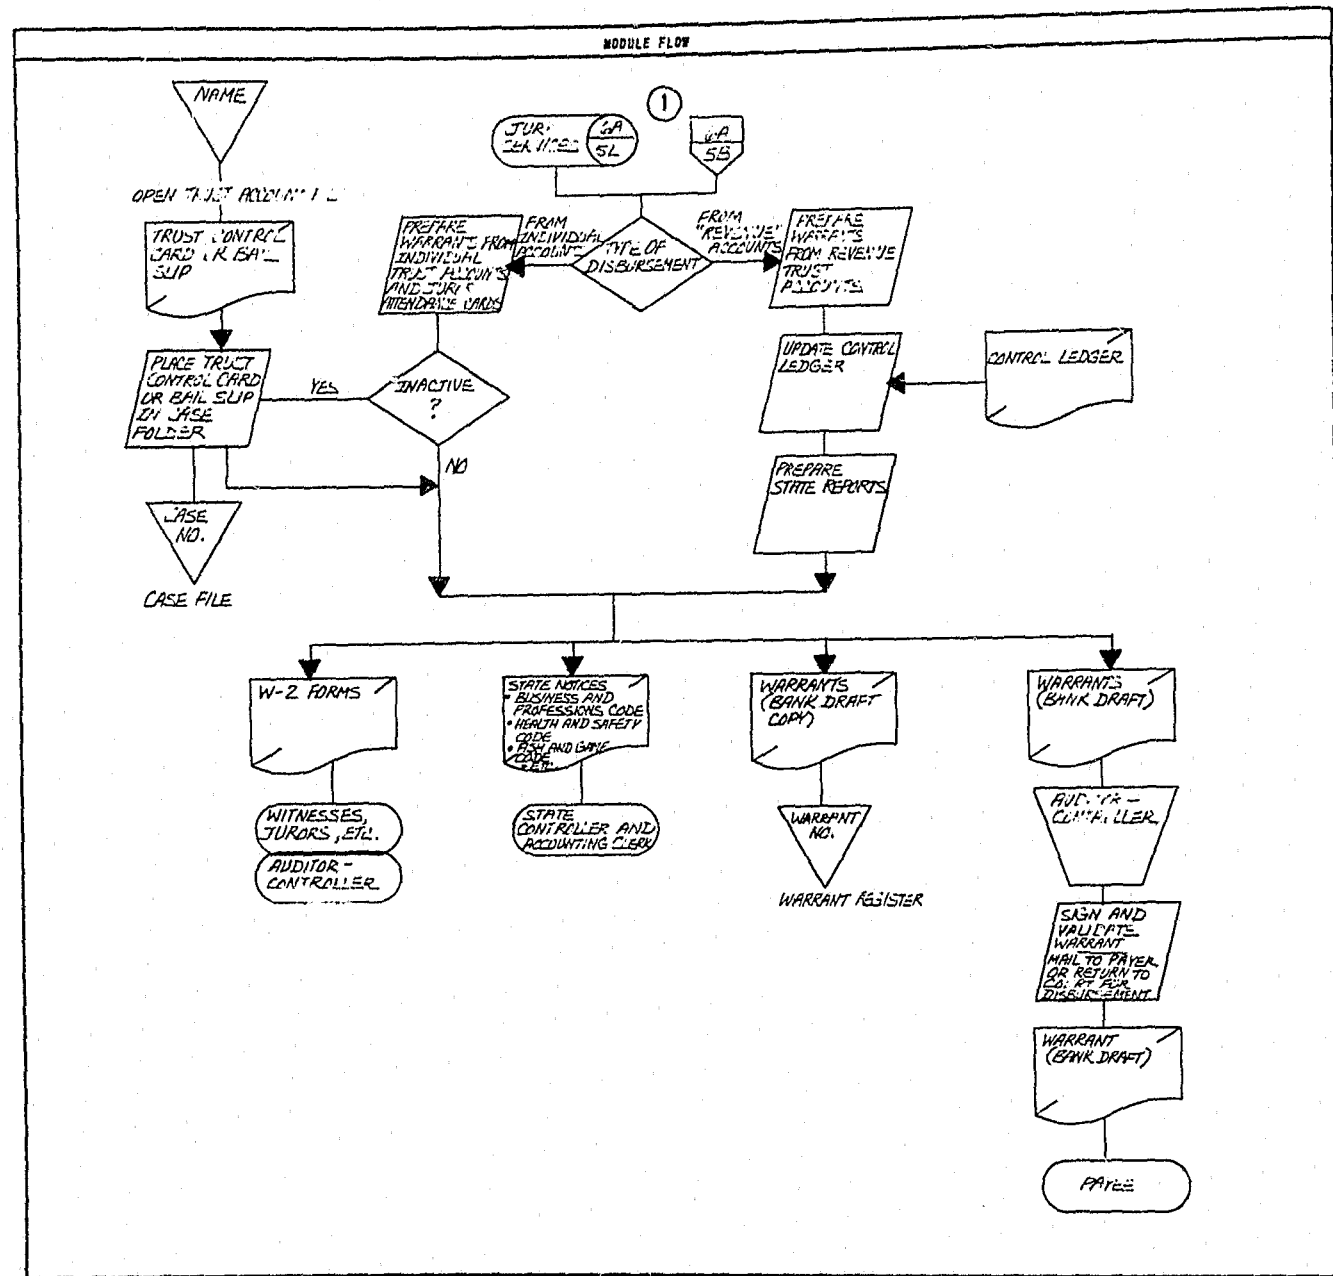 MODULE FLOW
NAME
1
6A
5L
6A
5B
OPEN TRUST ACCOUNT
TRUST CONTROL
CARD OR BAIL
SLIP
PREPARE
WARRANT FROM
INDIVIDUAL
TRUST ACCOUNTS
AND JUROR
ATTENDANCE CARDS
FROM
INDIVIDUAL
ACCOUNTS
TYPE OF
DISBURSEMENT
FROM
"REVENUE"
ACCOUNTS
PREPARE
WARRANTS
FROM REVENUE
TRUST
ACCOUNTS
PLACE TRUST
CONTROL CARD
OR BAIL SLIP
IN CASE
FOLDER
YES
INACTIVE
?
NO
UPDATE CONTROL
LEDGER
CONTROL LEDGER
PREPARE
STATE REPORTS
CASE
NO.
CASE FILE
W-2 FORMS
STATE NOTICES
• BUSINESS AND
PROFESSIONS CODE
• HEALTH AND SAFETY
CODE
• FISH AND GAME
CODE
• ETC.
WARRANTS
(BANK DRAFT
COPY)
WARRANTS
(BANK DRAFT)
WITNESSES,
JURORS, ETC.
AUDITOR -
CONTROLLER
STATE
CONTROLLER AND
ACCOUNTING CLERK
WARRANT
NO.
WARRANT REGISTER
AUDITOR -
CONTROLLER
SIGN AND
VALIDATE
WARRANT
MAIL TO PAYER
OR RETURN TO
COURT FOR
DISBURSEMENT
WARRANT
(BANK DRAFT)
PAYEE